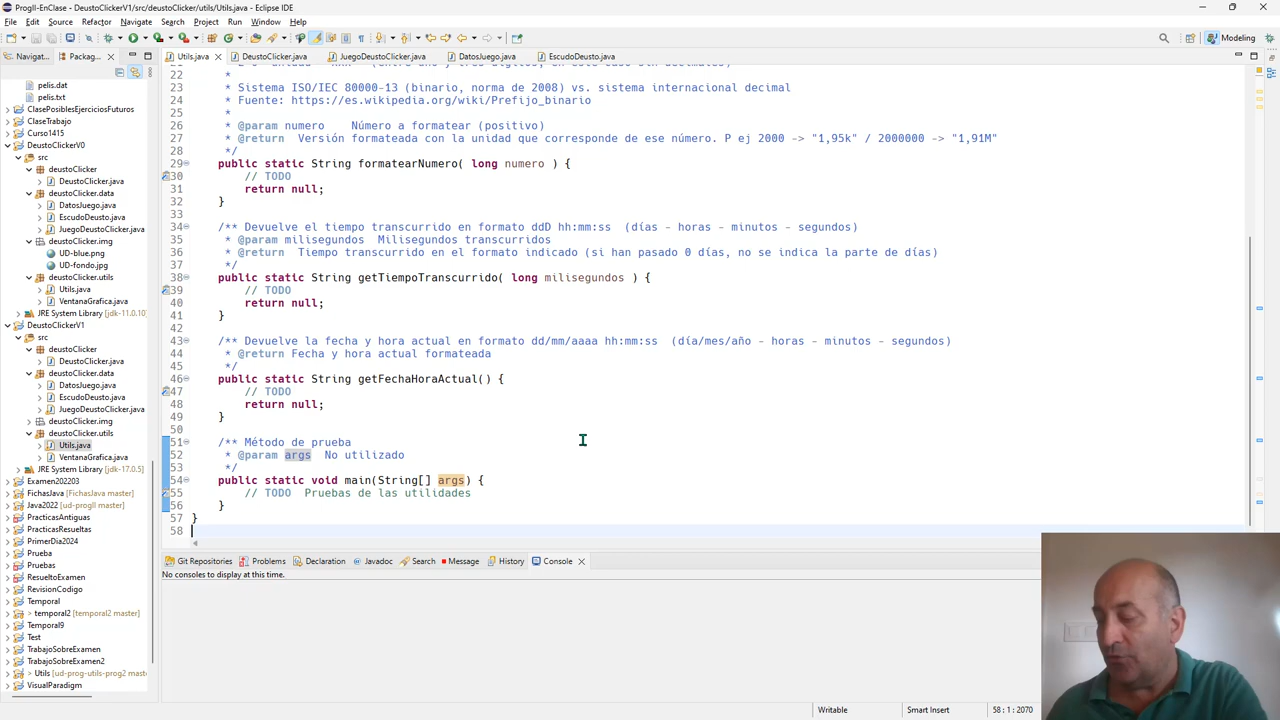 ProgII-EnClase - DeustoClickerV1/src/deustoClicker/utils/Utils.java - Eclipse IDE
File Edit Source Refactor Navigate Search Project Run Window Help
Modeling
Navigat... Packag...
Utils.java DeustoClicker.java JuegoDeustoClicker.java DatosJuego.java EscudoDeusto.java
pelis.dat
pelis.txt
ClasePosiblesEjerciciosFuturos
ClaseTrabajo
Curso1415
DeustoClickerV0
src
deustoClicker
DeustoClicker.java
deustoClicker.data
DatosJuego.java
EscudoDeusto.java
JuegoDeustoClicker.java
deustoClicker.img
UD-blue.png
UD-fondo.jpg
deustoClicker.utils
Utils.java
VentanaGrafica.java
JRE System Library [jdk-11.0.10]
DeustoClickerV1
src
deustoClicker
DeustoClicker.java
deustoClicker.data
DatosJuego.java
EscudoDeusto.java
JuegoDeustoClicker.java
deustoClicker.img
deustoClicker.utils
Utils.java
VentanaGrafica.java
JRE System Library [jdk-17.0.5]
Examen202203
FichasJava [FichasJava master]
Java2022 [ud-progII master]
PracticasAntiguas
PracticasResueltas
PrimerDia2024
Prueba
Pruebas
ResueltoExamen
RevisionCodigo
Temporal
> temporal2 [temporal2 master]
Temporal9
Test
TrabajoSobreExamen
TrabajoSobreExamen2
> Utils [ud-prog-utils-prog2 mast
VisualParadigm
22 *
23 * Sistema ISO/IEC 80000-13 (binario, norma de 2008) vs. sistema internacional decimal
24 * Fuente: https://es.wikipedia.org/wiki/Prefijo_binario
25 *
26 * @param numero Número a formatear (positivo)
27 * @return Versión formateada con la unidad que corresponde de ese número. P ej 2000 -> "1,95k" / 2000000 -> "1,91M"
28 */
29 public static String formatearNumero( long numero ) {
30 // TODO
31 return null;
32 }
33
34 /** Devuelve el tiempo transcurrido en formato ddD hh:mm:ss (días - horas - minutos - segundos)
35 * @param milisegundos Milisegundos transcurridos
36 * @return Tiempo transcurrido en el formato indicado (si han pasado 0 días, no se indica la parte de días)
37 */
38 public static String getTiempoTranscurrido( long milisegundos ) {
39 // TODO
40 return null;
41 }
42
43 /** Devuelve la fecha y hora actual en formato dd/mm/aaaa hh:mm:ss (día/mes/año - horas - minutos - segundos)
44 * @return Fecha y hora actual formateada
45 */
46 public static String getFechaHoraActual() {
47 // TODO
48 return null;
49 }
50
51 /** Método de prueba
52 * @param args No utilizado
53 */
54 public static void main(String[] args) {
55 // TODO Pruebas de las utilidades
56 }
57 }
58
Git Repositories Problems Declaration Javadoc Search Message History Console
No consoles to display at this time.
Writable Smart Insert 58 : 1 : 2070